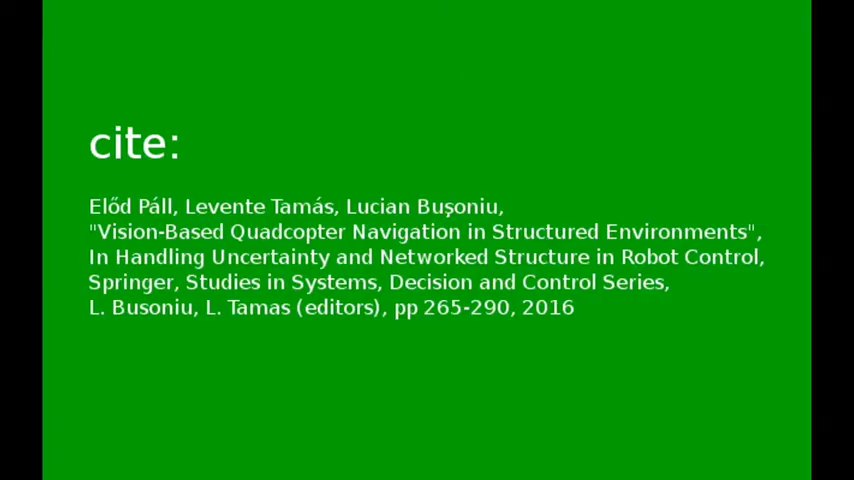 cite:
Előd Páll, Levente Tamás, Lucian Buşoniu,
"Vision-Based Quadcopter Navigation in Structured Environments",
In Handling Uncertainty and Networked Structure in Robot Control,
Springer, Studies in Systems, Decision and Control Series,
L. Busoniu, L. Tamas (editors), pp 265-290, 2016